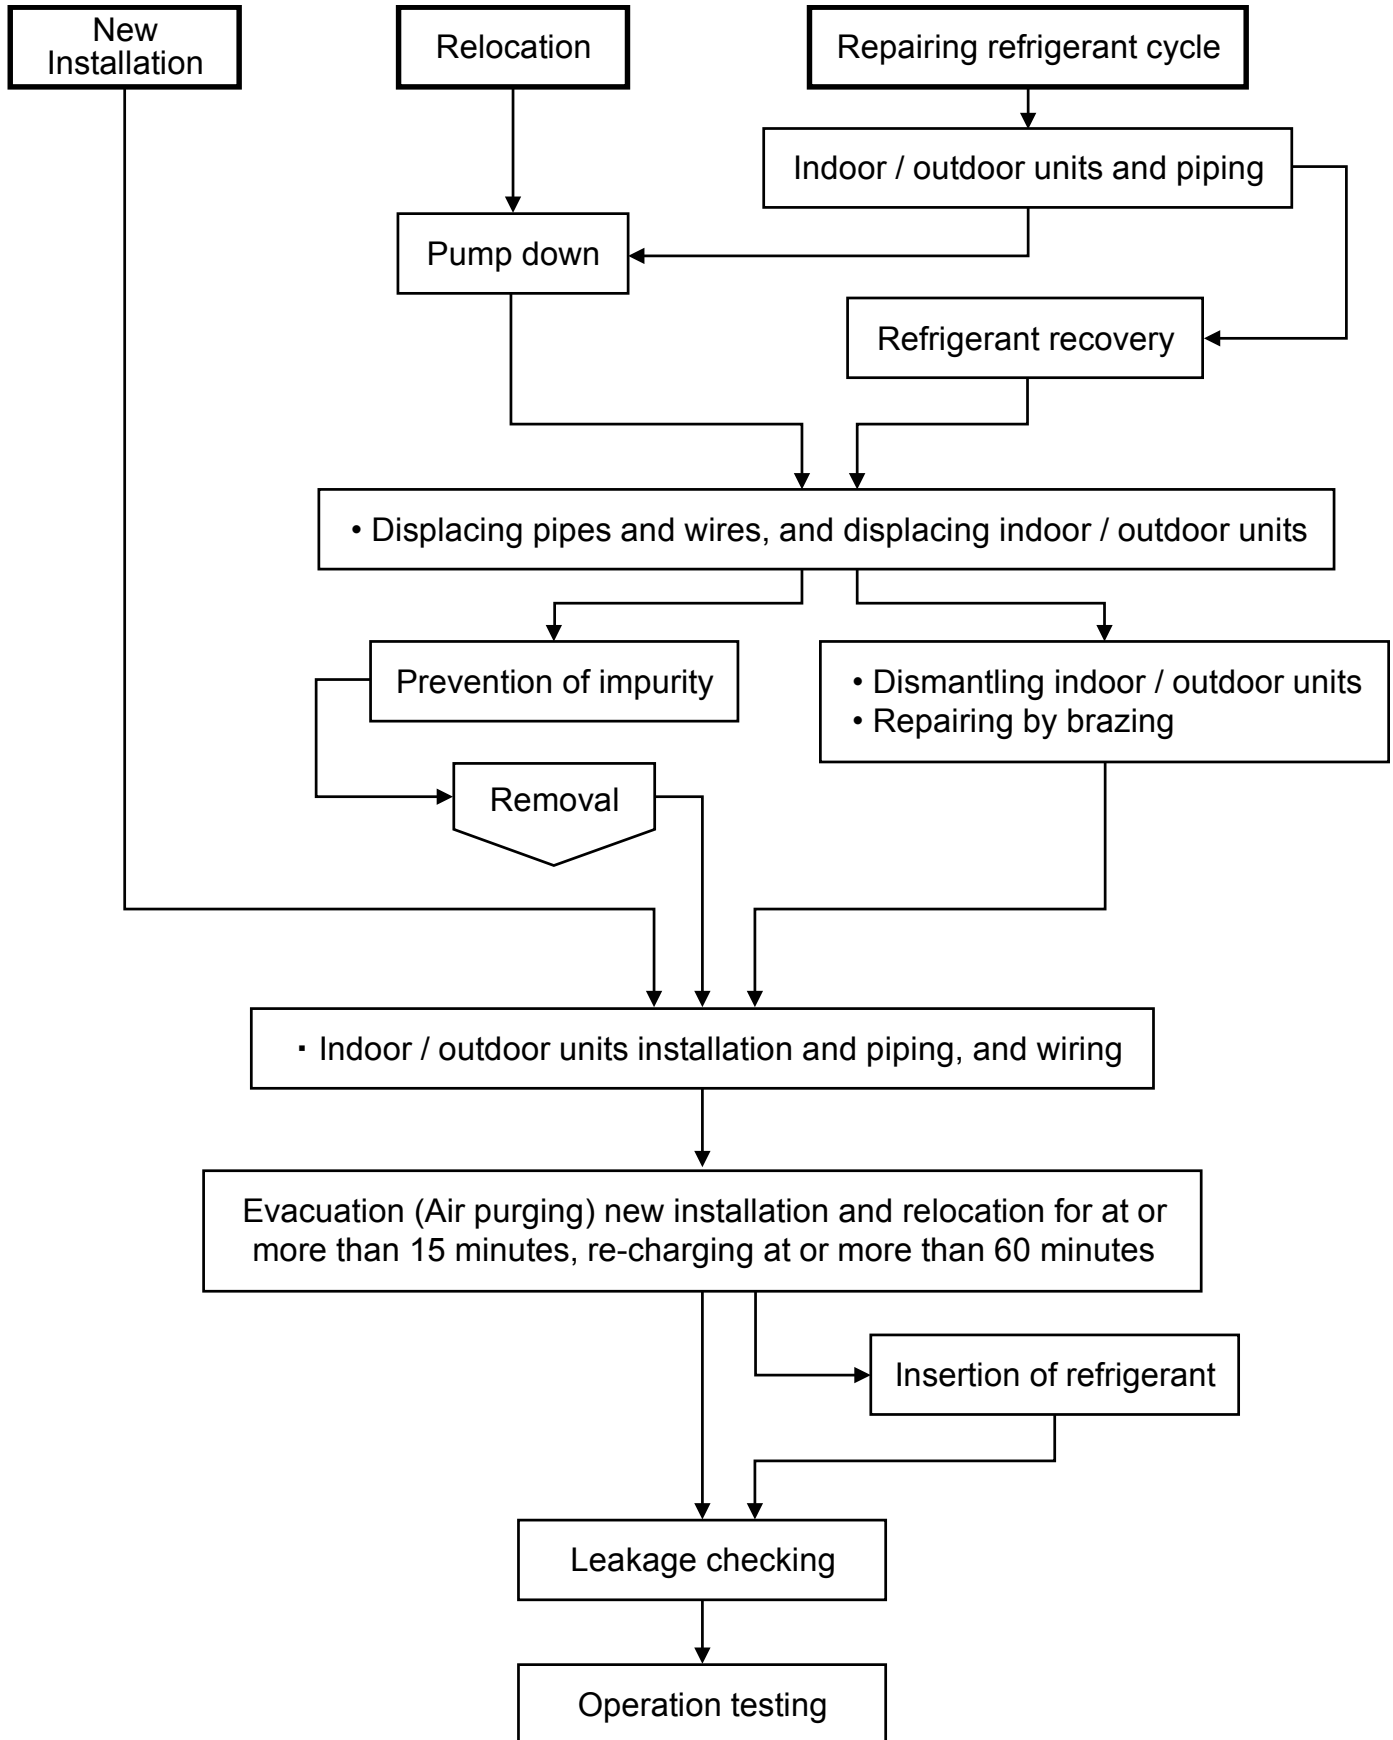 New
Installation
Relocation
Repairing refrigerant cycle
Indoor / outdoor units and piping
Pump down
Refrigerant recovery
• Displacing pipes and wires, and displacing indoor / outdoor units
Prevention of impurity
• Dismantling indoor / outdoor units
• Repairing by brazing
Removal
· Indoor / outdoor units installation and piping, and wiring
Evacuation (Air purging) new installation and relocation for at or
more than 15 minutes, re-charging at or more than 60 minutes
Insertion of refrigerant
Leakage checking
Operation testing